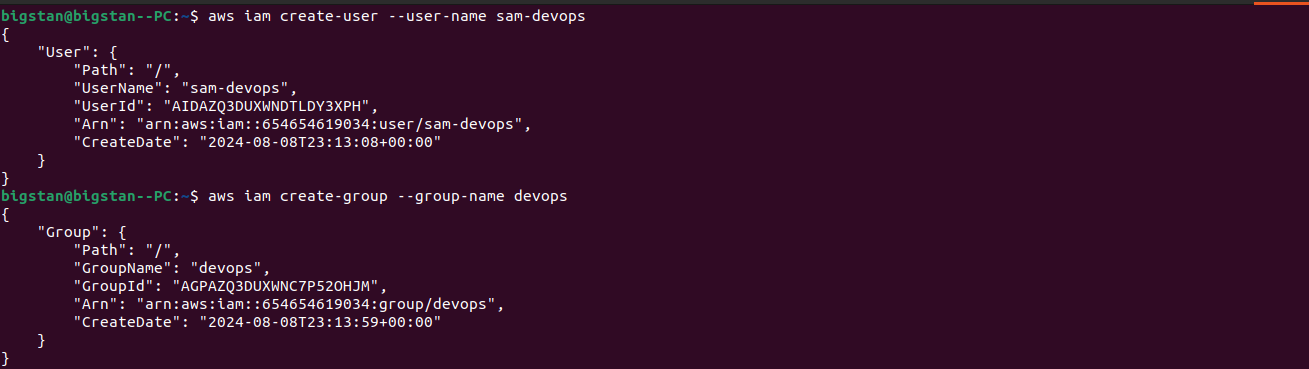 bigstan@bigstan--PC:~$ aws iam create-user --user-name sam-devops
{
    "User": {
        "Path": "/",
        "UserName": "sam-devops",
        "UserId": "AIDAZQ3DUXWNDTLDY3XPH",
        "Arn": "arn:aws:iam::654654619034:user/sam-devops",
        "CreateDate": "2024-08-08T23:13:08+00:00"
    }
}
bigstan@bigstan--PC:~$ aws iam create-group --group-name devops
{
    "Group": {
        "Path": "/",
        "GroupName": "devops",
        "GroupId": "AGPAZQ3DUXWNC7P52OHJM",
        "Arn": "arn:aws:iam::654654619034:group/devops",
        "CreateDate": "2024-08-08T23:13:59+00:00"
    }
}